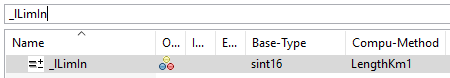 _ILimIn
Name O... I... E... Base-Type Compu-Method
_ILimIn sint16 LengthKm1